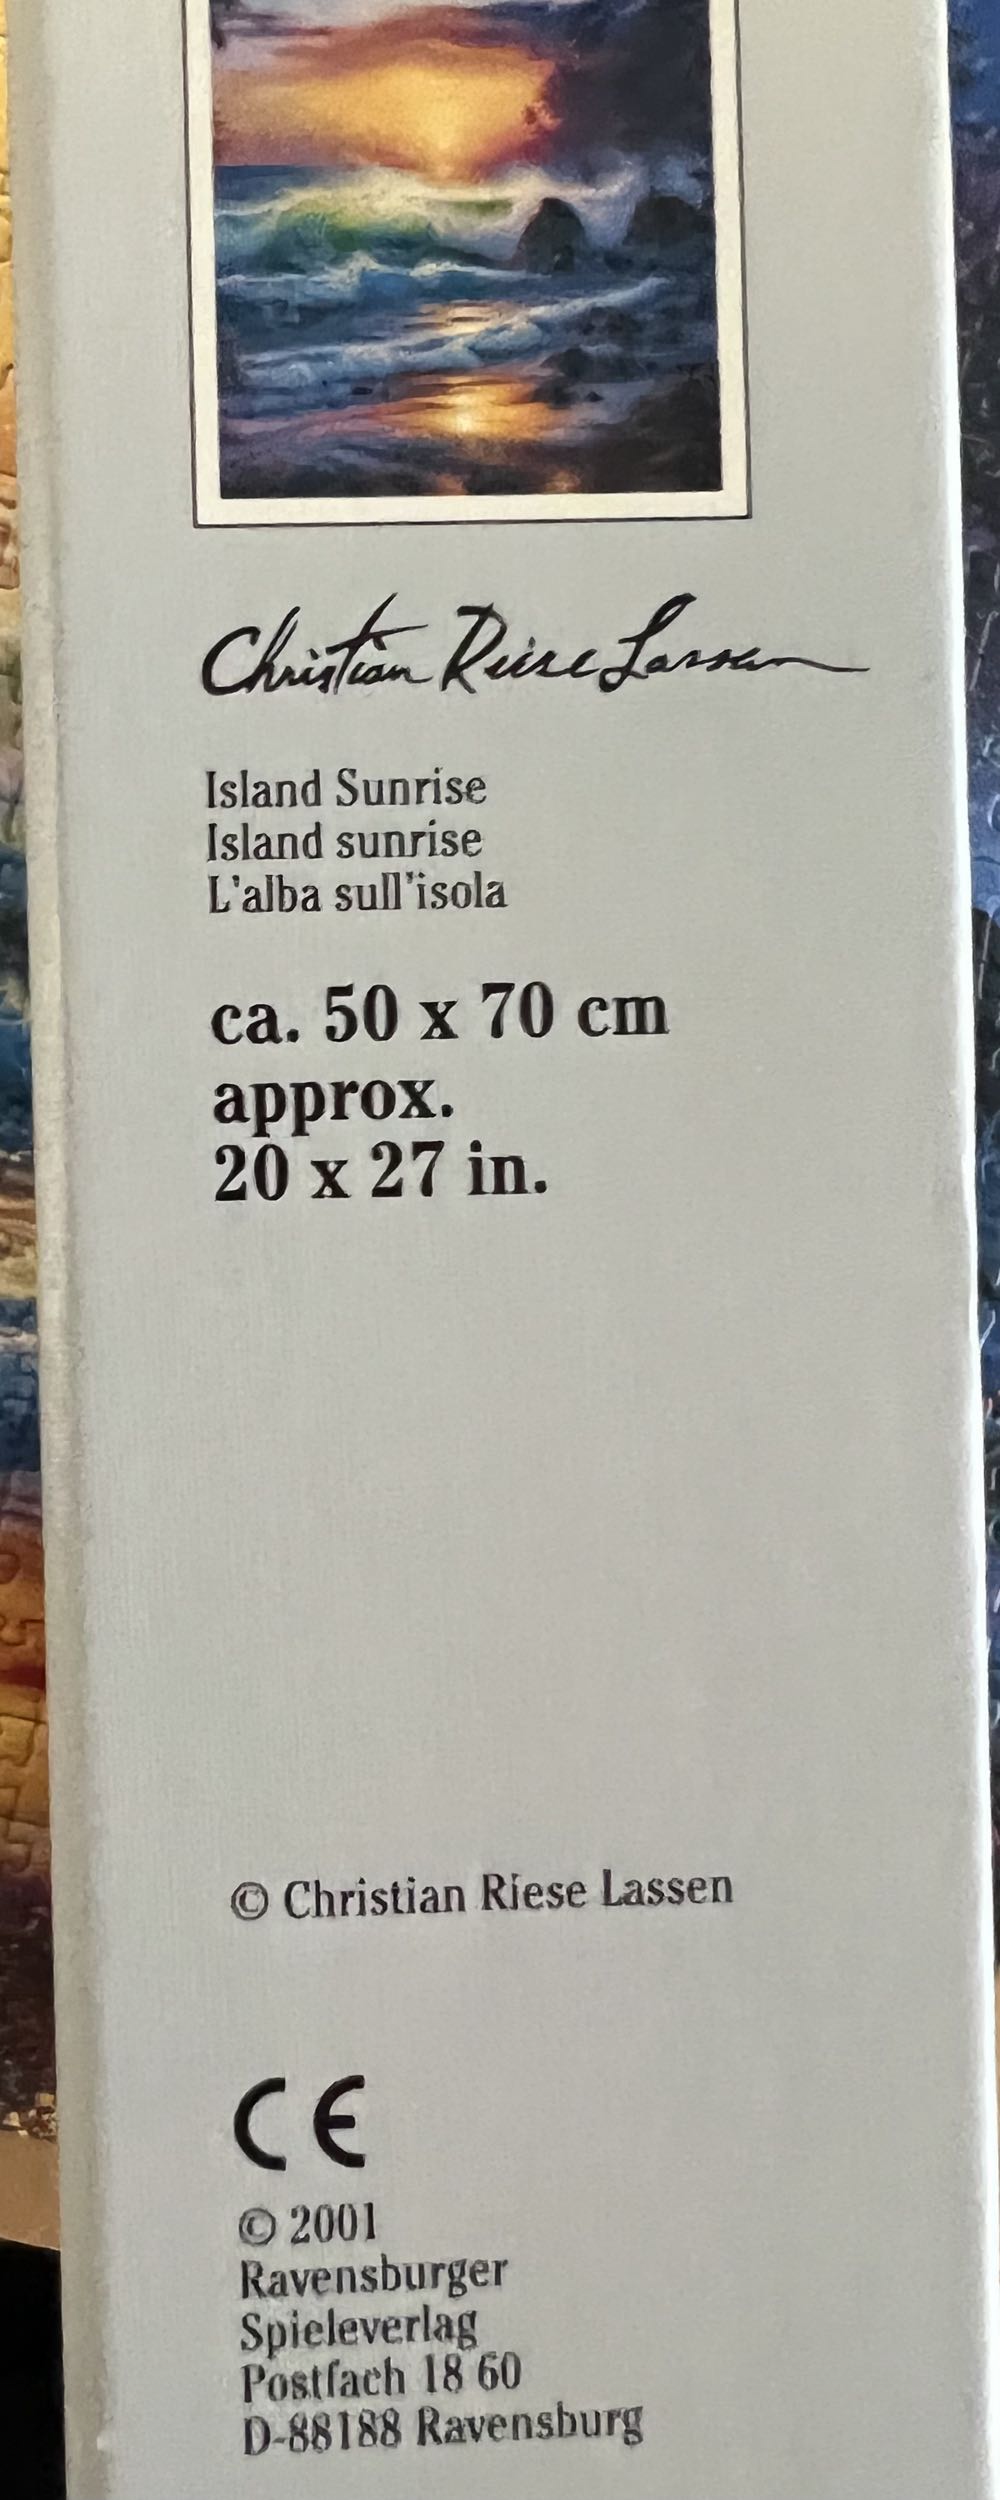 Christian Riese Lassen
Island Sunrise
Island sunrise
L'alba sull'isola
ca. 50 x 70 cm
approx.
20 x 27 in.
© Christian Riese Lassen
CE
© 2001
Ravensburger
Spieleverlag
Postfach 18 60
D-88188 Ravensburg